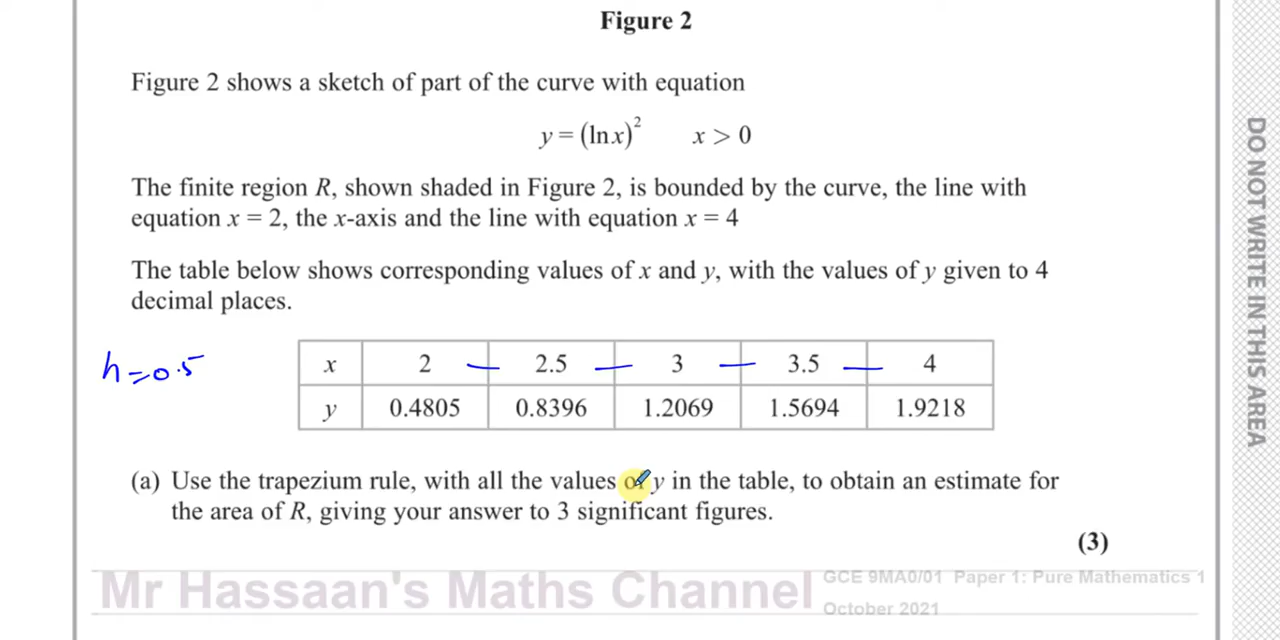 Figure 2
Figure 2 shows a sketch of part of the curve with equation
y = (ln x)² x > 0
The finite region R, shown shaded in Figure 2, is bounded by the curve, the line with
equation x = 2, the x-axis and the line with equation x = 4
The table below shows corresponding values of x and y, with the values of y given to 4
decimal places.
h = 0.5
x 2 2.5 3 3.5 4
y 0.4805 0.8396 1.2069 1.5694 1.9218
(a) Use the trapezium rule, with all the values of y in the table, to obtain an estimate for
the area of R, giving your answer to 3 significant figures.
(3)
Mr Hassaan's Maths Channel
GCE 9MA0/01 Paper 1: Pure Mathematics 1
October 2021
DO NOT WRITE IN THIS AREA